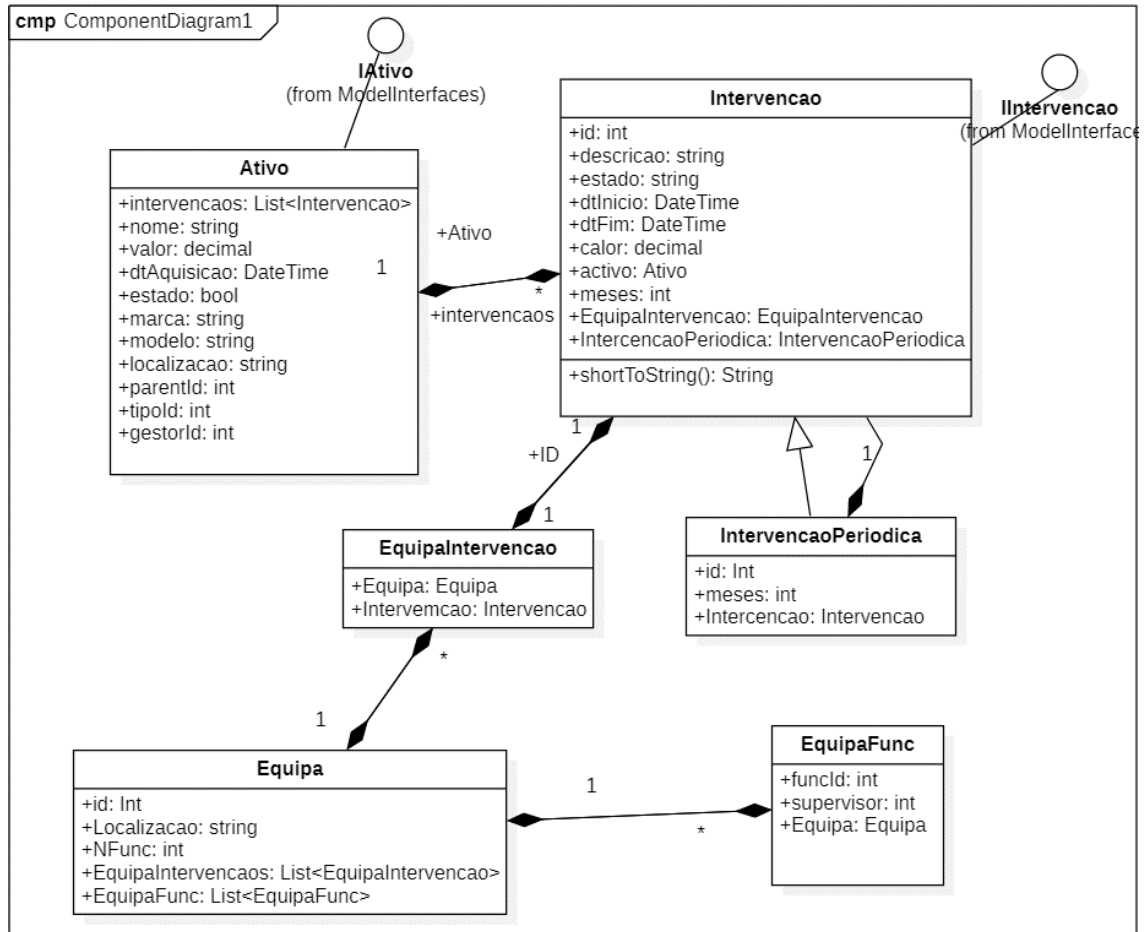 cmp ComponentDiagram1
IAtivo
(from ModelInterfaces)
IIntervencao
(from ModelInterface
Ativo
+intervencaos: List<Intervencao>
+nome: string
+valor: decimal
+dtAquisicao: DateTime
+estado: bool
+marca: string
+modelo: string
+localizacao: string
+parentId: int
+tipoId: int
+gestorId: int
+Ativo
1
*
+intervencaos
Intervencao
+id: int
+descricao: string
+estado: string
+dtInicio: DateTime
+dtFim: DateTime
+calor: decimal
+activo: Ativo
+meses: int
+EquipaIntervencao: EquipaIntervencao
+IntercencaoPeriodica: IntervencaoPeriodica
+shortToString(): String
1
+ID
1
1
EquipaIntervencao
+Equipa: Equipa
+Intervemcao: Intervencao
IntervencaoPeriodica
+id: Int
+meses: int
+Intercencao: Intervencao
*
1
Equipa
+id: Int
+Localizacao: string
+NFunc: int
+EquipaIntervencaos: List<EquipaIntervencao>
+EquipaFunc: List<EquipaFunc>
1
*
EquipaFunc
+funcId: int
+supervisor: int
+Equipa: Equipa